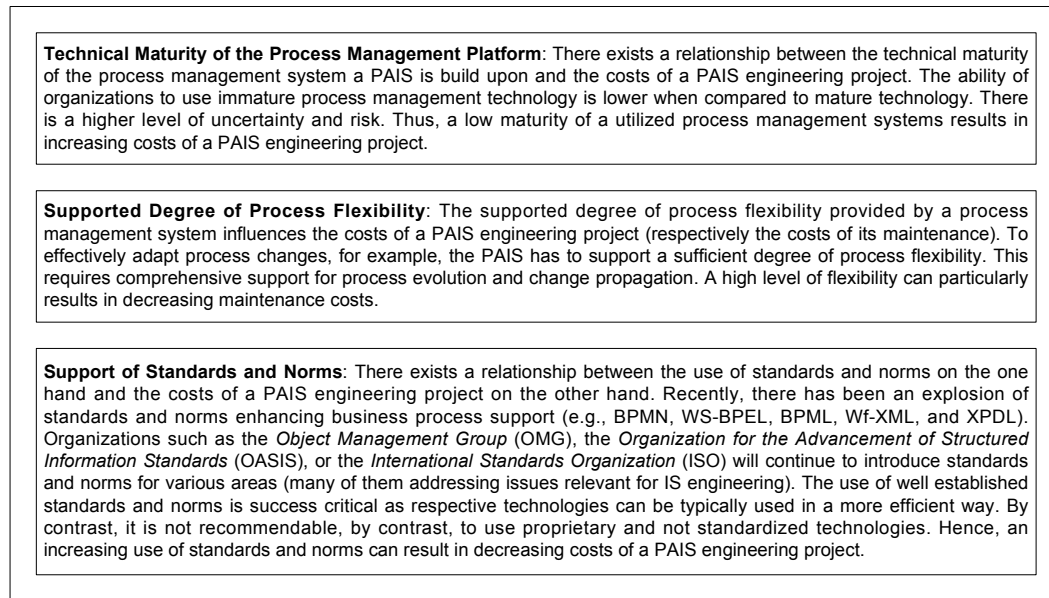 Technical Maturity of the Process Management Platform: There exists a relationship between the technical maturity
of the process management system a PAIS is build upon and the costs of a PAIS engineering project. The ability of
organizations to use immature process management technology is lower when compared to mature technology. There
is a higher level of uncertainty and risk. Thus, a low maturity of a utilized process management systems results in
increasing costs of a PAIS engineering project.
Supported Degree of Process Flexibility: The supported degree of process flexibility provided by a process
management system influences the costs of a PAIS engineering project (respectively the costs of its maintenance). To
effectively adapt process changes, for example, the PAIS has to support a sufficient degree of process flexibility. This
requires comprehensive support for process evolution and change propagation. A high level of flexibility can particularly
results in decreasing maintenance costs.
Support of Standards and Norms: There exists a relationship between the use of standards and norms on the one
hand and the costs of a PAIS engineering project on the other hand. Recently, there has been an explosion of
standards and norms enhancing business process support (e.g., BPMN, WS-BPEL, BPML, Wf-XML, and XPDL).
Organizations such as the Object Management Group (OMG), the Organization for the Advancement of Structured
Information Standards (OASIS), or the International Standards Organization (ISO) will continue to introduce standards
and norms for various areas (many of them addressing issues relevant for IS engineering). The use of well established
standards and norms is success critical as respective technologies can be typically used in a more efficient way. By
contrast, it is not recommendable, by contrast, to use proprietary and not standardized technologies. Hence, an
increasing use of standards and norms can result in decreasing costs of a PAIS engineering project.